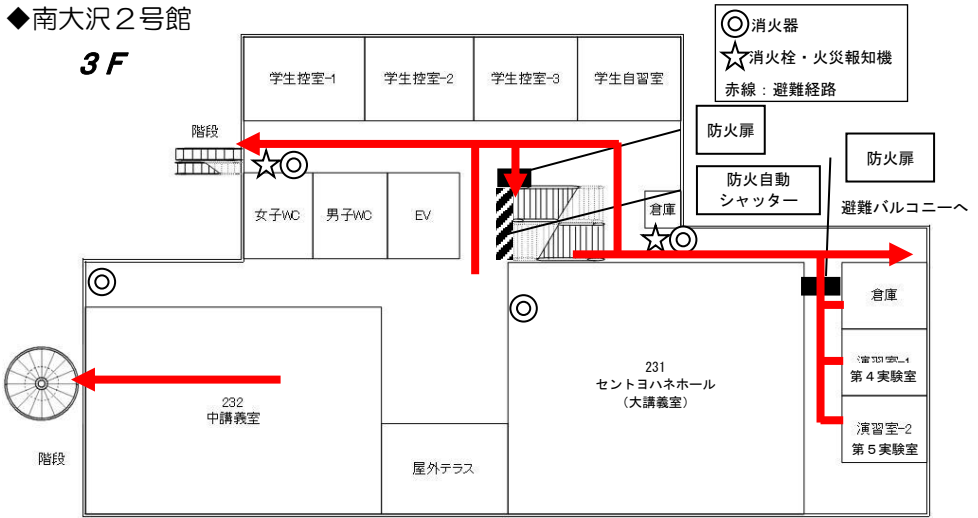 ◆南大沢２号館
３Ｆ
消火器
消火栓・火災報知機
赤線：避難経路
学生控室-1
学生控室-2
学生控室-3
学生自習室
防火扉
防火扉
階段
防火自動
シャッター
避難バルコニーへ
女子WC
男子WC
EV
倉庫
倉庫
演習室-1
第４実験室
231
セントヨハネホール
（大講義室）
232
中講義室
演習室-2
第５実験室
階段
屋外テラス